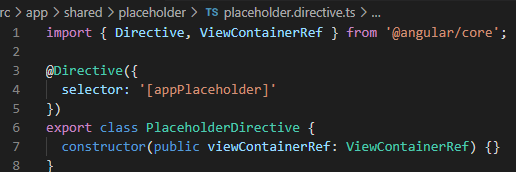 rc > app > shared > placeholder > TS placeholder.directive.ts > ...
1 import { Directive, ViewContainerRef } from '@angular/core';
2
3 @Directive({
4   selector: '[appPlaceholder]'
5 })
6 export class PlaceholderDirective {
7   constructor(public viewContainerRef: ViewContainerRef) {}
8 }